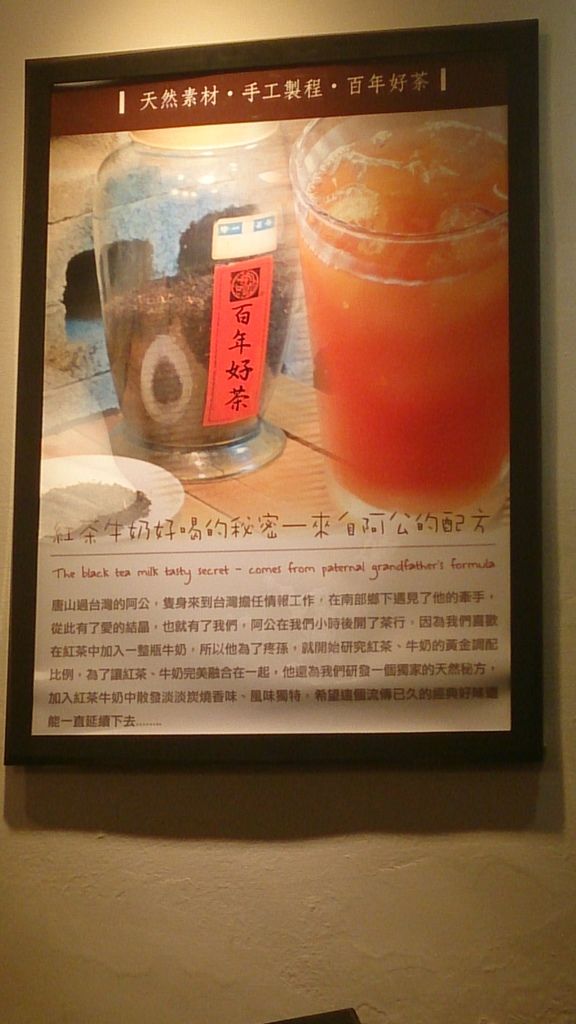 天然素材・手工製程・百年好茶
百年好茶
紅茶牛奶好喝的秘密—來自阿公的配方
The black tea milk tasty secret - comes from paternal grandfather's formula
唐山過台灣的阿公，隻身來到台灣擔任情報工作，在南部鄉下遇見了他的牽手，
從此有了愛的結晶，也就有了我們，阿公在我們小時後開了茶行，因為我們喜歡
在紅茶中加入一整瓶牛奶，所以他為了疼孫，就開始研究紅茶、牛奶的黃金調配
比例，為了讓紅茶、牛奶完美融合在一起，他還為我們研發一個獨家的天然秘方，
加入紅茶牛奶中散發淡淡炭燒香味、風味獨特，希望這個流傳已久的經典好味道
能一直延續下去........